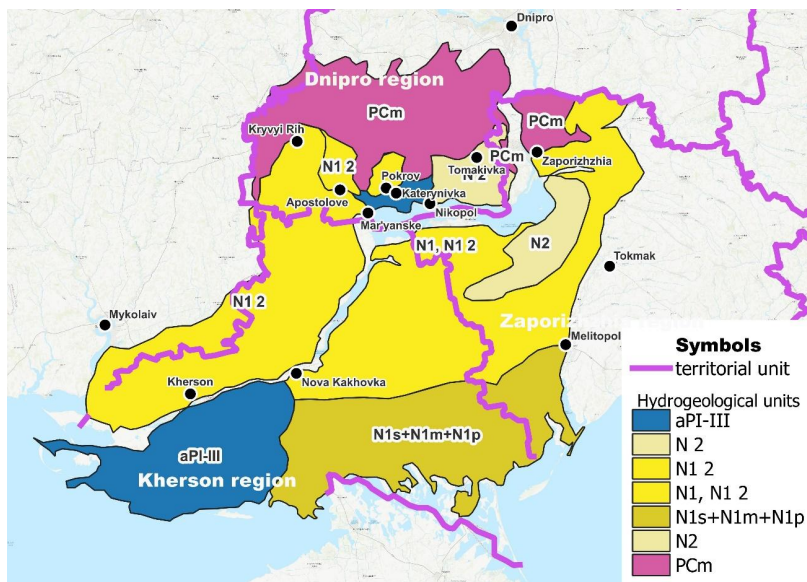 Dnipro
Dnipro region
PCm
PCm
Kryvyi Rih
N1 2
PCm
Zaporizhzhia
Tomakivka
N 2
Pokrov
Katerynivka
Apostolove
Nikopol
Mar'yanske
N1, N1 2
N2
Tokmak
N1 2
Mykolaiv
Zaporiz
Melitopol
Kherson
Nova Kakhovka
N1s+N1m+N1p
aPI-III
Kherson region
Symbols
territorial unit
Hydrogeological units
aPI-III
N 2
N1 2
N1, N1 2
N1s+N1m+N1p
N2
PCm